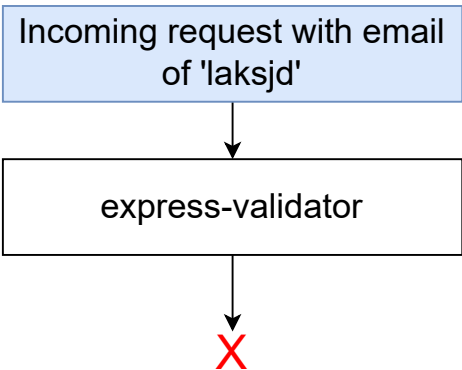 Incoming request with email
of 'laksjd'
express-validator
X